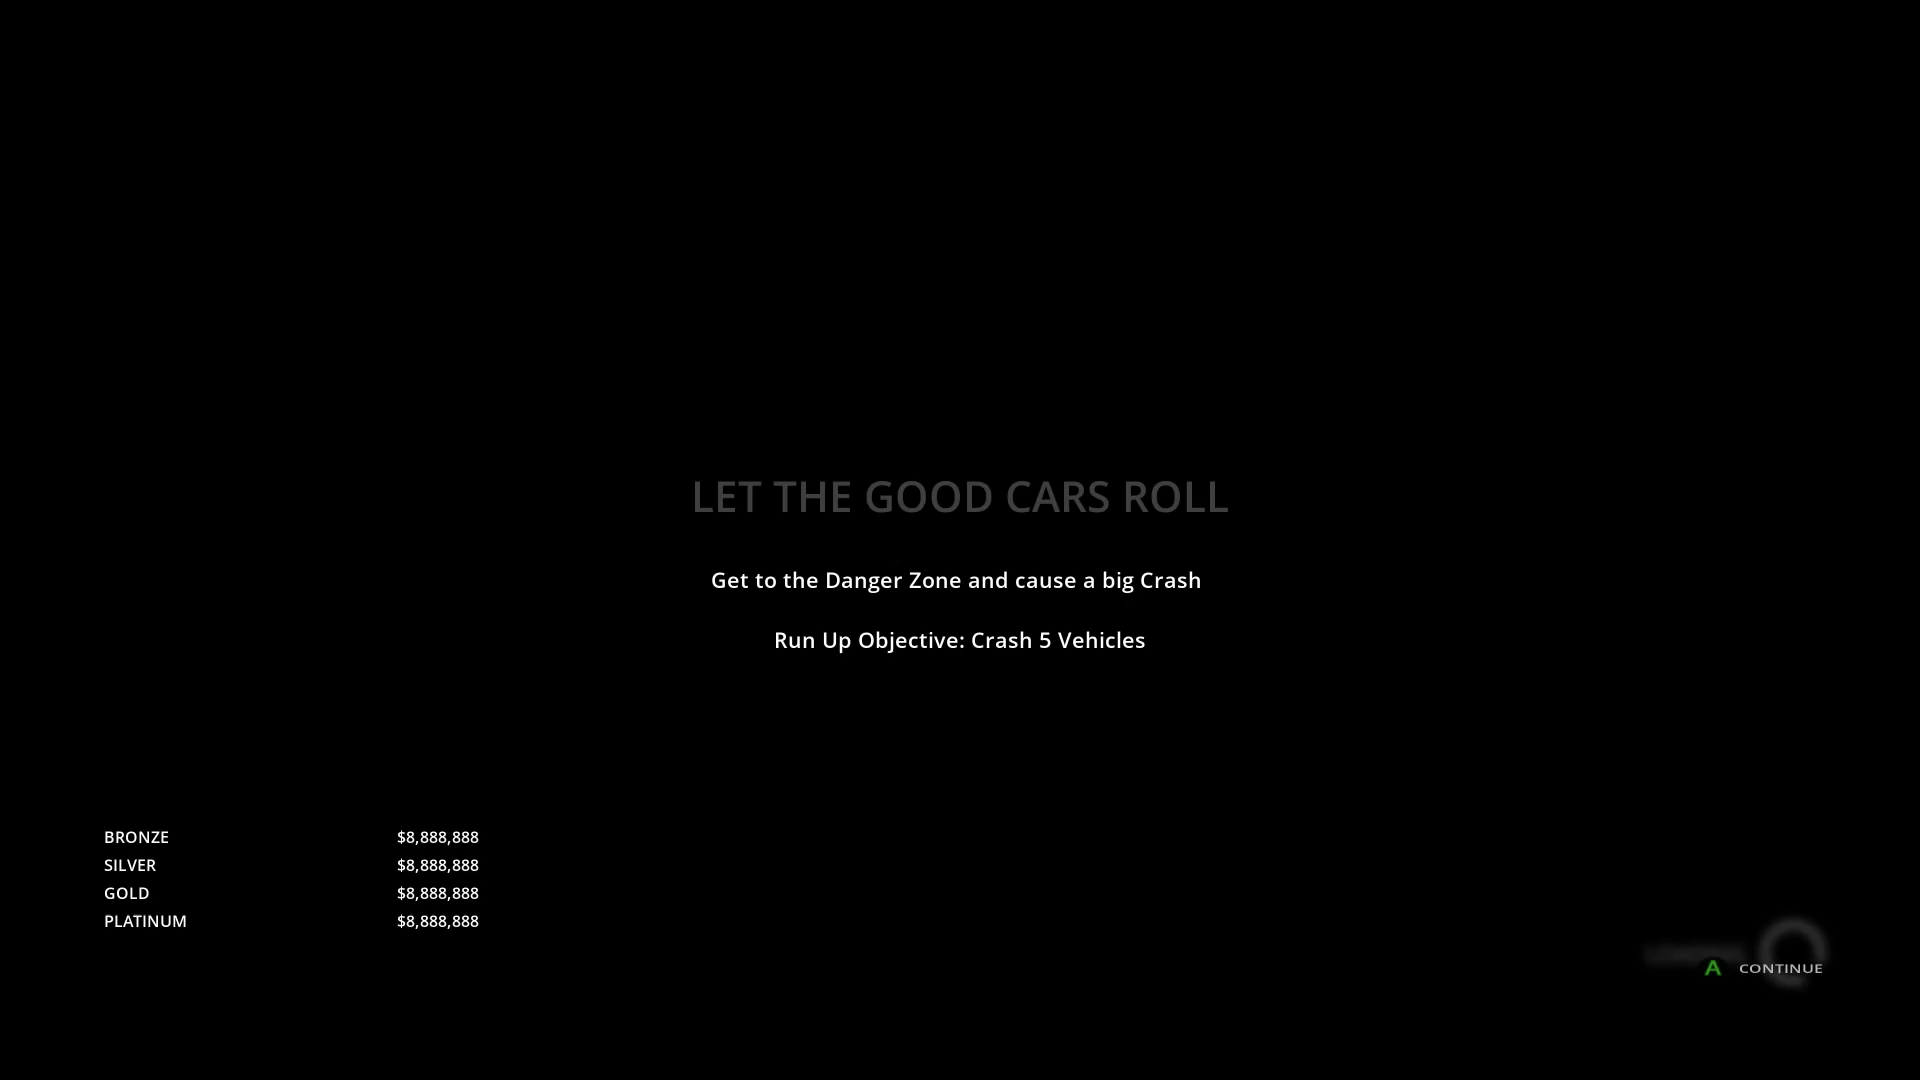 LET THE GOOD CARS ROLL
Get to the Danger Zone and cause a big Crash
Run Up Objective: Crash 5 Vehicles
BRONZE $8,888,888
SILVER $8,888,888
GOLD $8,888,888
PLATINUM $8,888,888
A CONTINUE